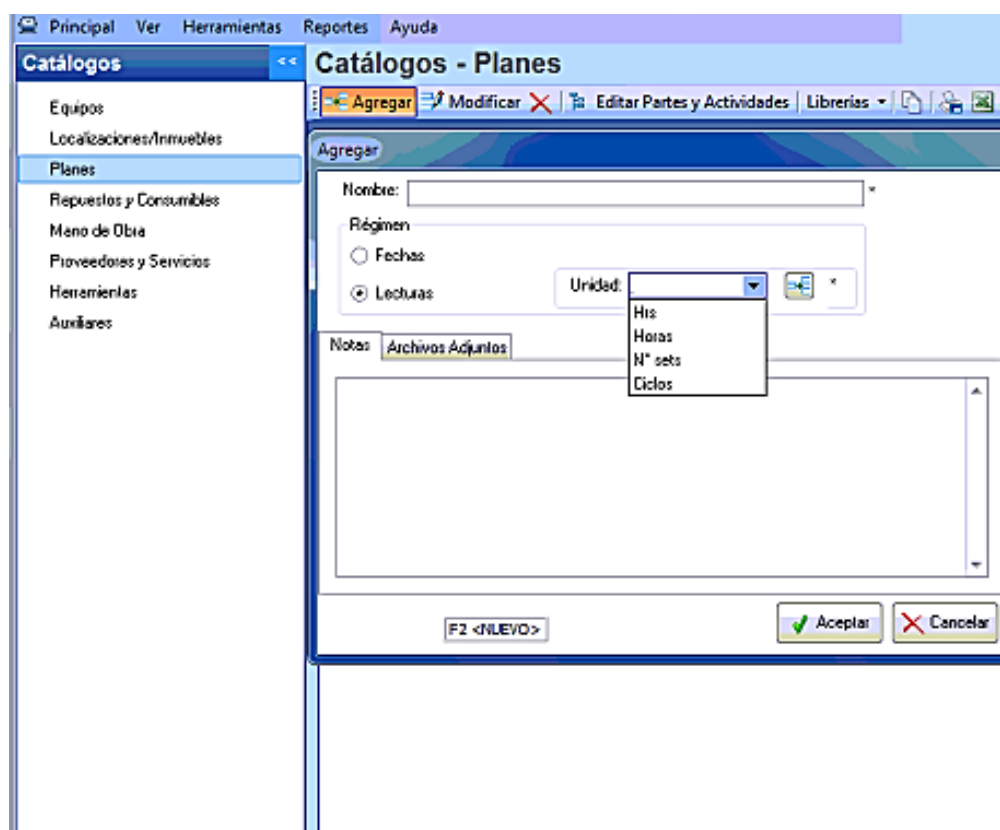 Principal Ver Herramientas Reportes Ayuda
Catálogos <<
Catálogos - Planes
Agregar Modificar Editar Partes y Actividades Librerias
Equipos
Localizaciones/Inmuebles
Planes
Repuestos y Consumibles
Mano de Obra
Proveedores y Servicios
Herramientas
Auxiliares
Agregar
Nombre: *
Régimen
Fechas
Lecturas
Unidad: *
Hrs
Horas
N° sets
Ciclos
Notas Archivos Adjuntos
F2 <NUEVO>
Aceptar Cancelar